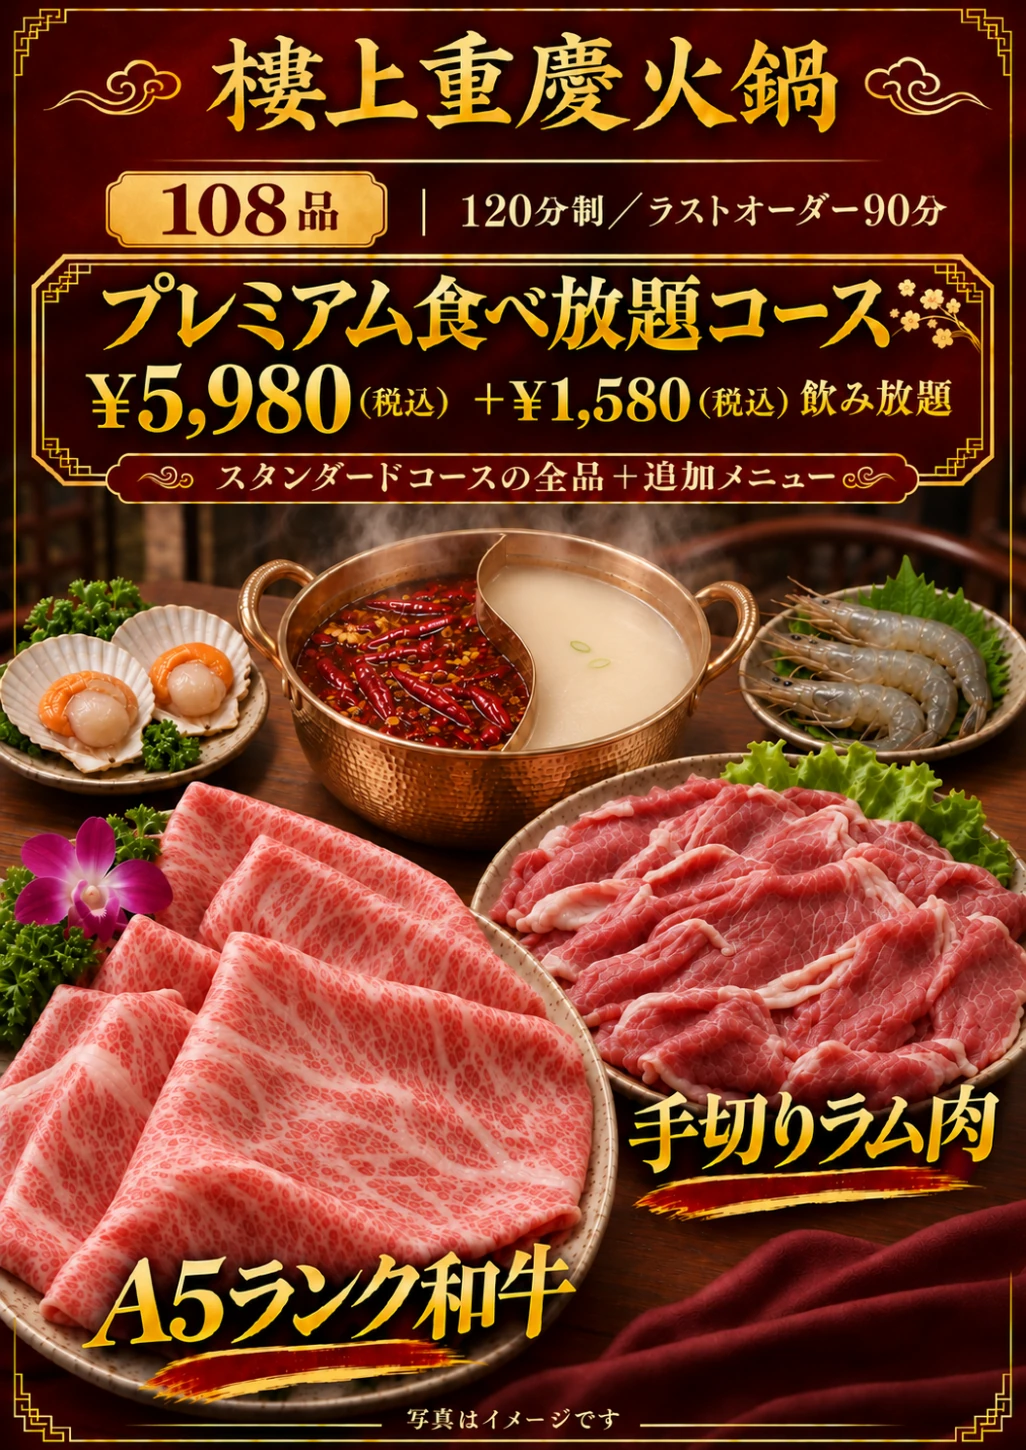 樓上重慶火鍋
108品 | 120分制／ラストオーダー90分
プレミアム食べ放題コース
¥5,980(税込) +¥1,580(税込) 飲み放題
スタンダードコースの全品＋追加メニュー
手切りラム肉
A5ランク和牛
写真はイメージです